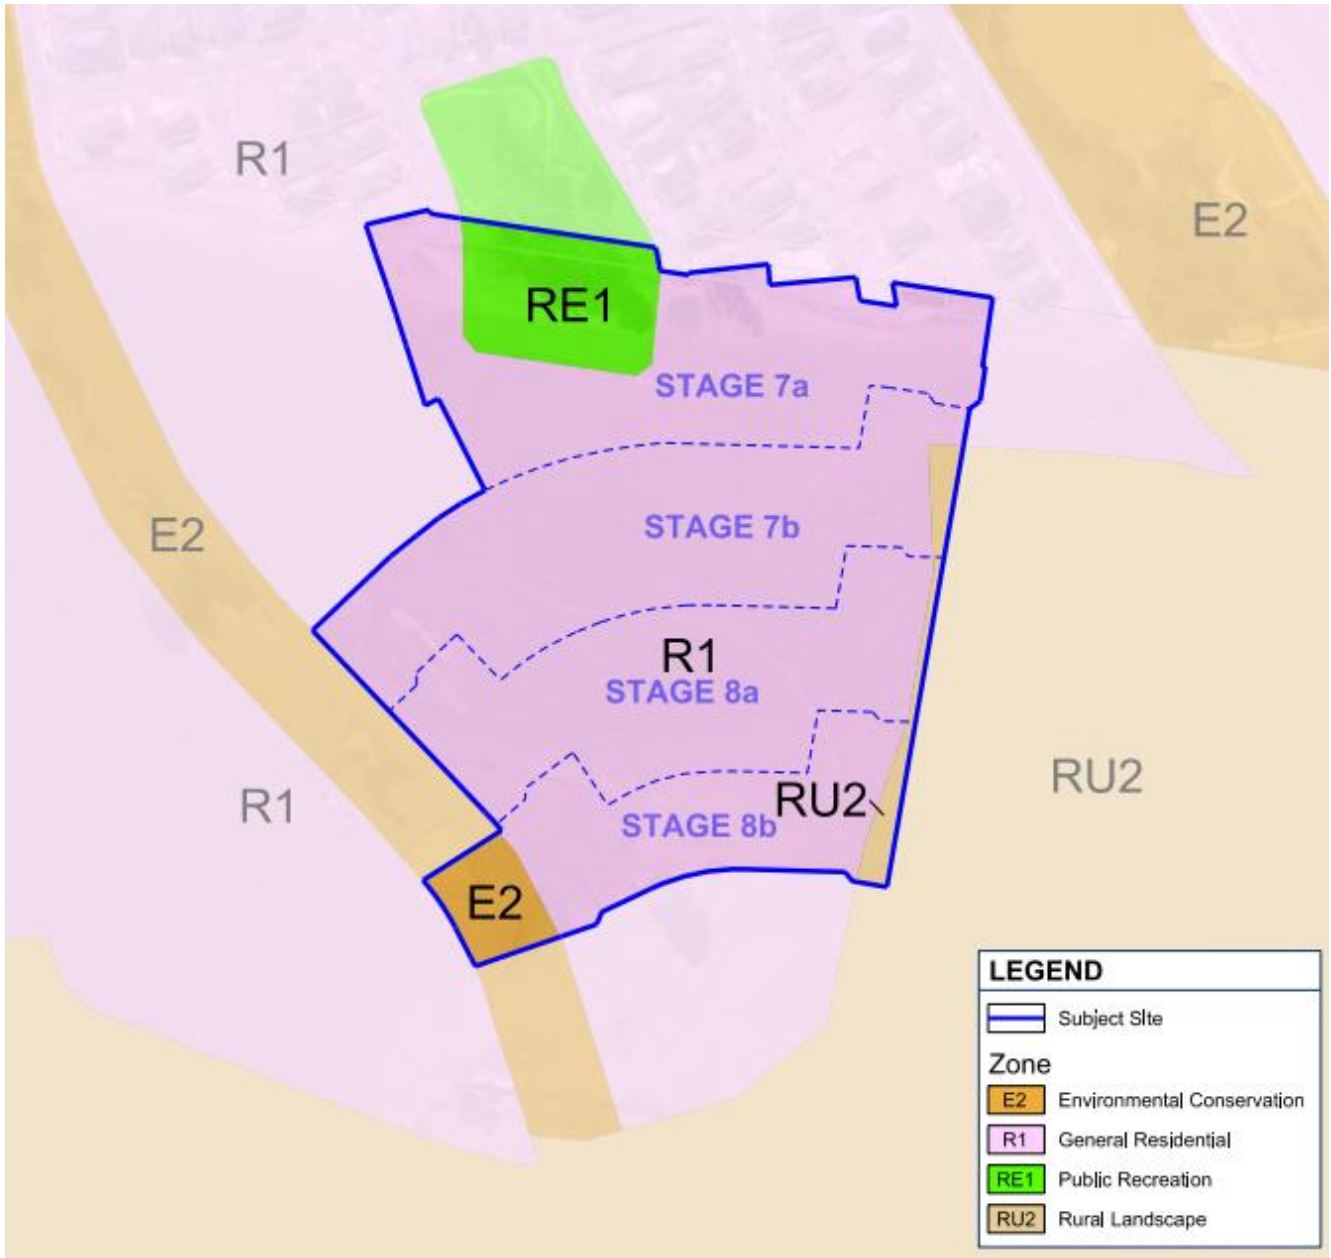 R1
E2
RE1
STAGE 7a
E2
STAGE 7b
R1
STAGE 8a
RU2
R1
RU2
STAGE 8b
E2
LEGEND
Subject Site
Zone
E2 Environmental Conservation
R1 General Residential
RE1 Public Recreation
RU2 Rural Landscape